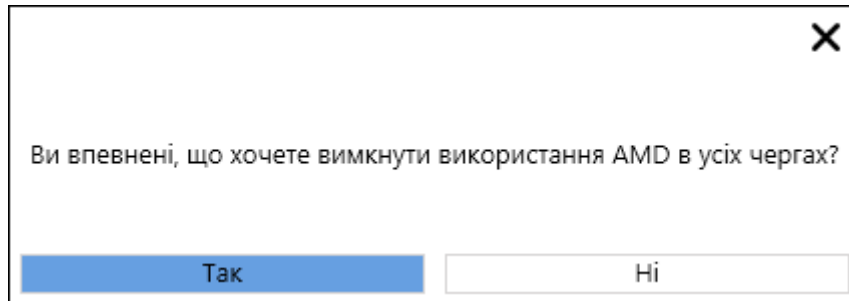 Ви впевнені, що хочете вимкнути використання AMD в усіх чергах?
Так
Ні